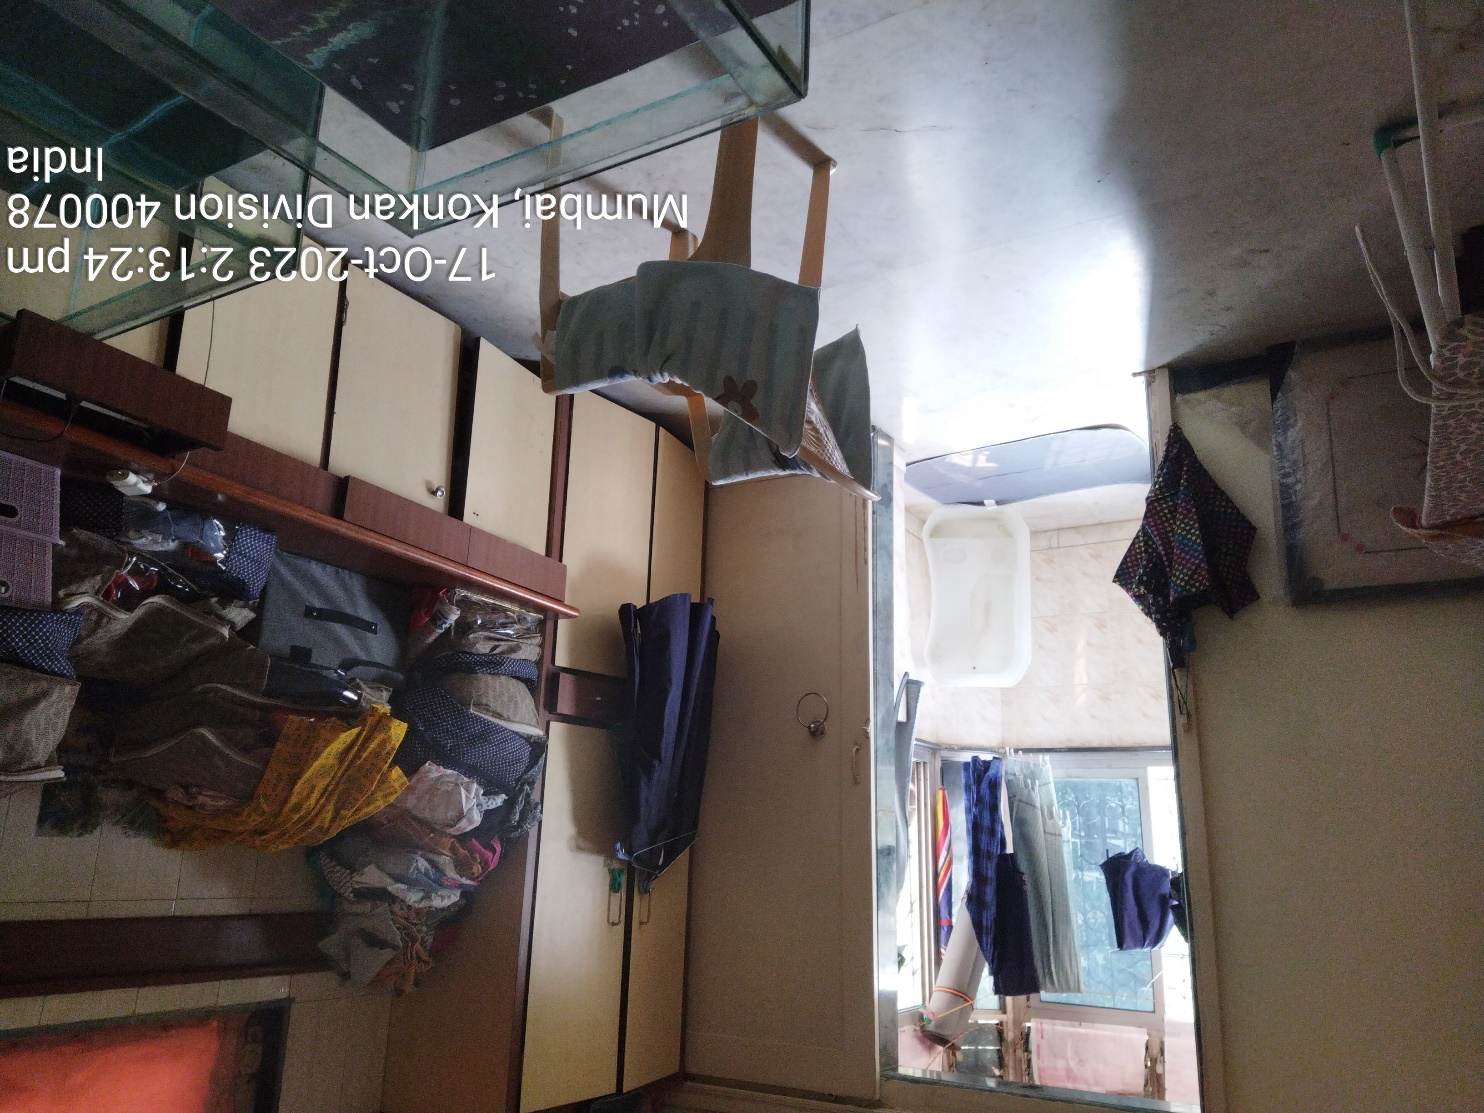 17-Oct-2023 2:13:24 pm
Mumbai, Konkan Division 400078
India